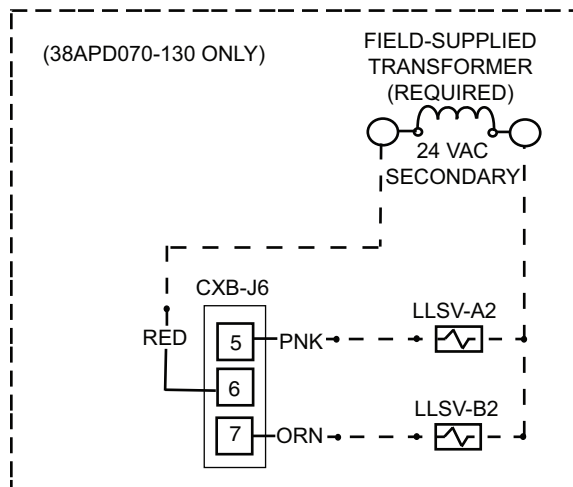 (38APD070-130 ONLY)
FIELD-SUPPLIED
TRANSFORMER
(REQUIRED)
24 VAC
SECONDARY
CXB-J6
RED
5
PNK
LLSV-A2
6
7
ORN
LLSV-B2